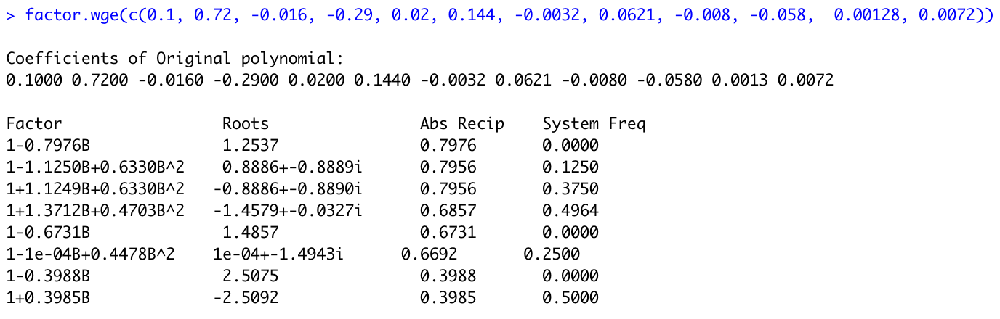 > factor.wge(c(0.1, 0.72, -0.016, -0.29, 0.02, 0.144, -0.0032, 0.0621, -0.008, -0.058,  0.00128, 0.0072))
Coefficients of Original polynomial:
0.1000 0.7200 -0.0160 -0.2900 0.0200 0.1440 -0.0032 0.0621 -0.0080 -0.0580 0.0013 0.0072
Factor                 Roots                Abs Recip    System Freq
1-0.7976B              1.2537               0.7976       0.0000
1-1.1250B+0.6330B^2    0.8886+-0.8889i      0.7956       0.1250
1+1.1249B+0.6330B^2   -0.8886+-0.8890i      0.7956       0.3750
1+1.3712B+0.4703B^2   -1.4579+-0.0327i      0.6857       0.4964
1-0.6731B              1.4857               0.6731       0.0000
1-1e-04B+0.4478B^2    1e-04+-1.4943i      0.6692       0.2500
1-0.3988B              2.5075               0.3988       0.0000
1+0.3985B             -2.5092               0.3985       0.5000